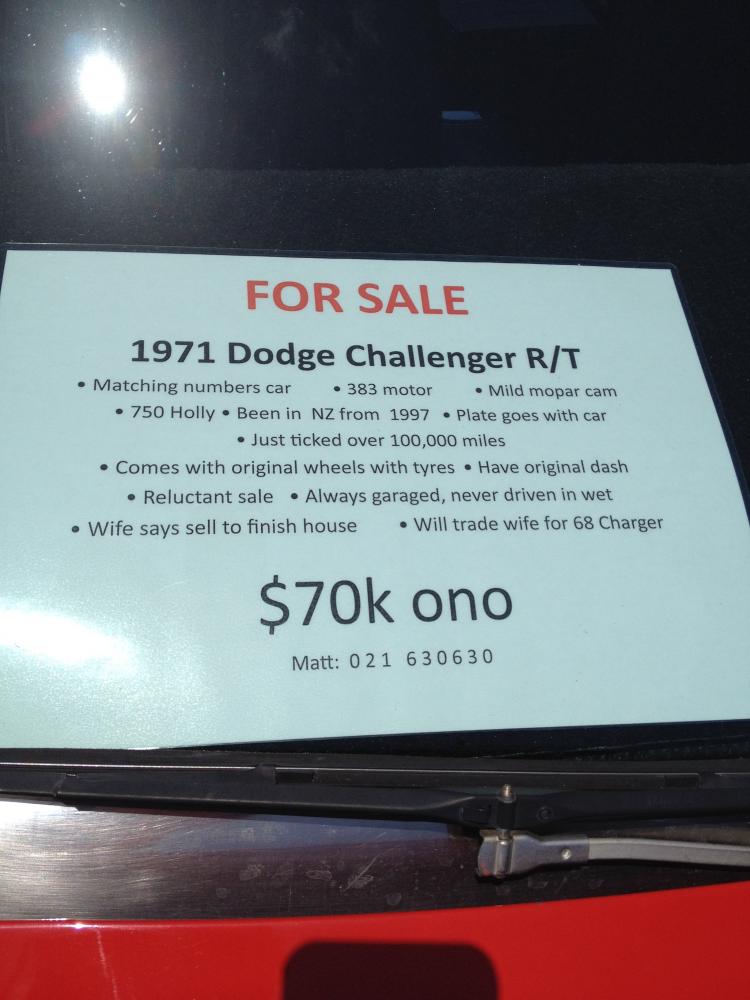 FOR SALE
1971 Dodge Challenger R/T
• Matching numbers car • 383 motor • Mild mopar cam
• 750 Holly • Been in NZ from 1997 • Plate goes with car
• Just ticked over 100,000 miles
• Comes with original wheels with tyres • Have original dash
• Reluctant sale • Always garaged, never driven in wet
• Wife says sell to finish house • Will trade wife for 68 Charger
$70k ono
Matt: 021 630630